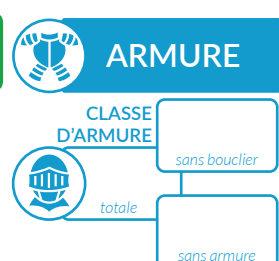 ARMURE
CLASSE
D'ARMURE
sans bouclier
totale
sans armure